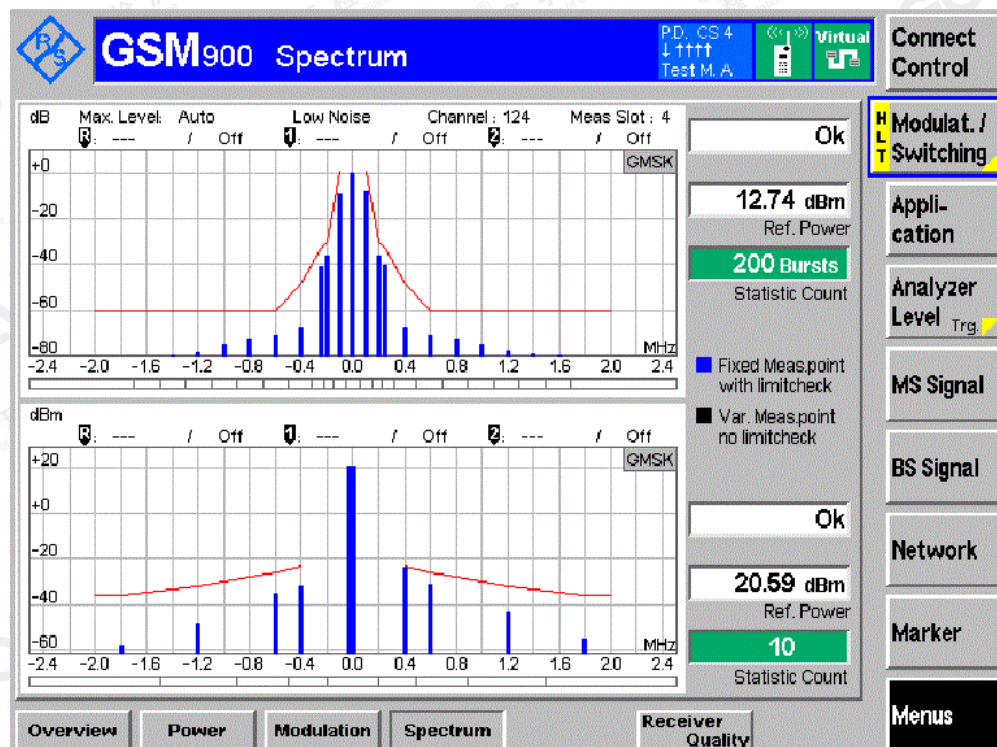 R/S
GSM900 Spectrum
PD. CS 4
↓ ↑↑↑↑
Test M. A
Virtual
Connect
Control
dB Max. Level: Auto Low Noise Channel : 124 Meas Slot : 4
R: --- / Off 1: --- / Off 2: --- / Off
GMSK
+0
-20
-40
-60
-80
MHz
-2.4 -2.0 -1.6 -1.2 -0.8 -0.4 0.0 0.4 0.8 1.2 1.6 2.0 2.4
Ok
12.74 dBm
Ref. Power
200 Bursts
Statistic Count
Fixed Meas.point
with limitcheck
Var. Meas.point
no limitcheck
dBm
R: --- / Off 1: --- / Off 2: --- / Off
GMSK
+20
+0
-20
-40
-60
MHz
-2.4 -2.0 -1.6 -1.2 -0.8 -0.4 0.0 0.4 0.8 1.2 1.6 2.0 2.4
Ok
20.59 dBm
Ref. Power
10
Statistic Count
HLT
Modulat. /
Switching
Appli-
cation
Analyzer
Level Trg.
MS Signal
BS Signal
Network
Marker
Menus
Overview
Power
Modulation
Spectrum
Receiver
Quality